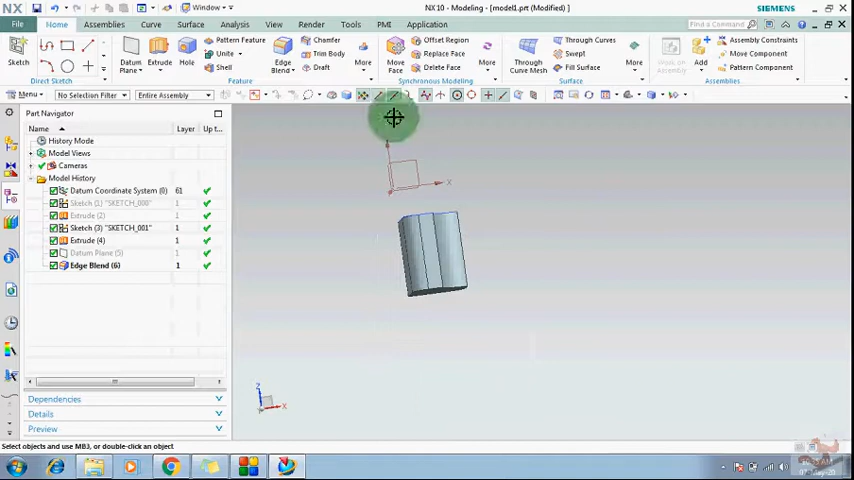 NX
Window
NX 10 - Modeling - [model1.prt (Modified) ]
SIEMENS
File
Home
Assemblies
Curve
Surface
Analysis
View
Render
Tools
PMI
Application
Find a Command
Sketch
Direct Sketch
Datum Plane
Extrude
Hole
Pattern Feature
Unite
Shell
Edge Blend
Chamfer
Trim Body
Draft
More
Feature
Move Face
Offset Region
Replace Face
Delete Face
More
Synchronous Modeling
Through Curve Mesh
Through Curves
Swept
Fill Surface
More
Surface
Work on Assembly
Add
Assembly Constraints
Move Component
Pattern Component
Assemblies
Menu
No Selection Filter
Entire Assembly
Part Navigator
Name
Layer
Up t...
History Mode
Model Views
Cameras
Model History
Datum Coordinate System (0) 61
Sketch (1) "SKETCH_000" 1
Extrude (2) 1
Sketch (3) "SKETCH_001" 1
Extrude (4) 1
Datum Plane (5) 1
Edge Blend (6) 1
X
Z
X
Dependencies
Details
Preview
Select objects and use MB3, or double-click an object